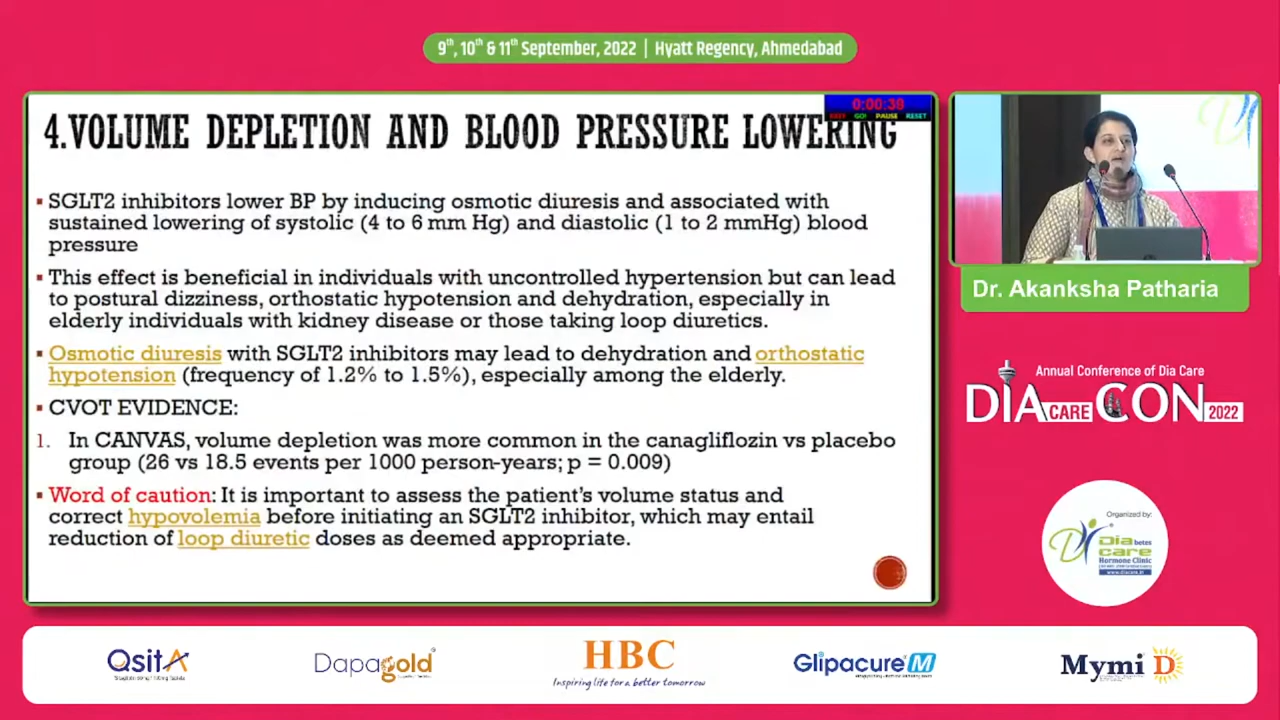 9th, 10th & 11th September, 2022 | Hyatt Regency, Ahmedabad
0:00:39
GO! PAUSE RESET
4.VOLUME DEPLETION AND BLOOD PRESSURE LOWERING
▪ SGLT2 inhibitors lower BP by inducing osmotic diuresis and associated with
sustained lowering of systolic (4 to 6 mm Hg) and diastolic (1 to 2 mmHg) blood
pressure
▪ This effect is beneficial in individuals with uncontrolled hypertension but can lead
to postural dizziness, orthostatic hypotension and dehydration, especially in
elderly individuals with kidney disease or those taking loop diuretics.
▪ Osmotic diuresis with SGLT2 inhibitors may lead to dehydration and orthostatic
hypotension (frequency of 1.2% to 1.5%), especially among the elderly.
▪ CVOT EVIDENCE:
1. In CANVAS, volume depletion was more common in the canagliflozin vs placebo
group (26 vs 18.5 events per 1000 person-years; p = 0.009)
▪ Word of caution: It is important to assess the patient's volume status and
correct hypovolemia before initiating an SGLT2 inhibitor, which may entail
reduction of loop diuretic doses as deemed appropriate.
Dr. Akanksha Patharia
Annual Conference of Dia Care
DIA CARE CON 2022
Organized by:
Diabetes
care
Hormone Clinic
www.diacare.in
QsitA
Dapagold
HBC
Inspiring life for a better tomorrow
Glipacure M
Mymi D